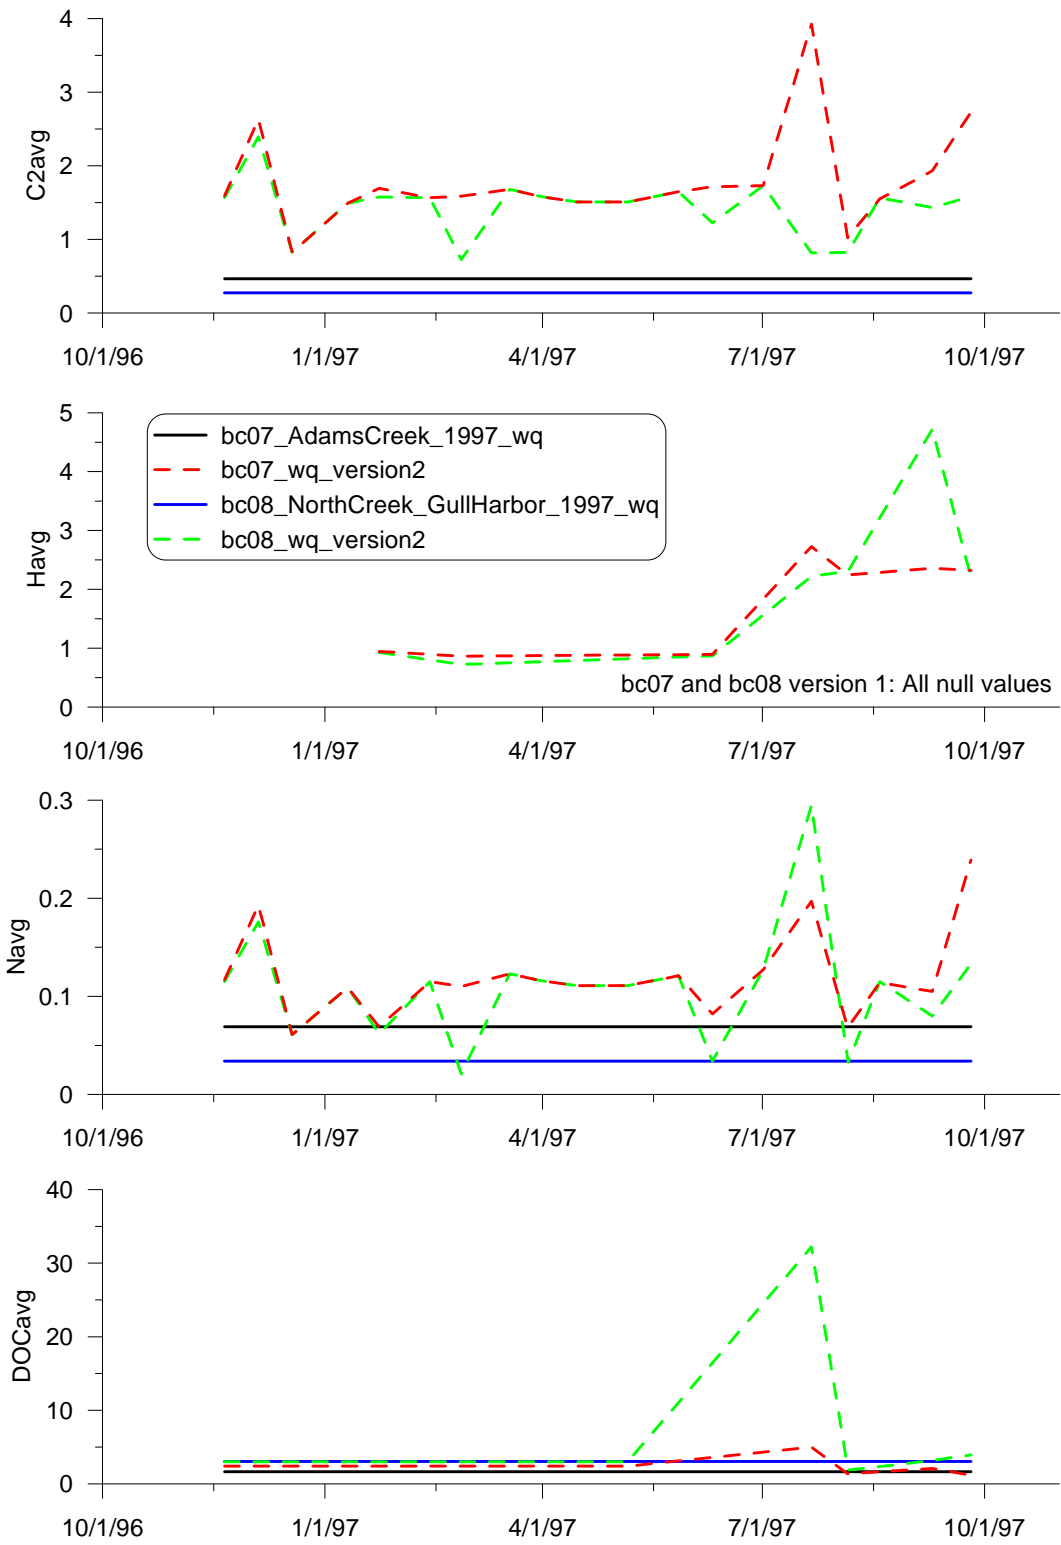 4
3
2
1
0
C2avg
10/1/96 1/1/97 4/1/97 7/1/97 10/1/97
5
4
3
2
1
0
Havg
bc07_AdamsCreek_1997_wq
bc07_wq_version2
bc08_NorthCreek_GullHarbor_1997_wq
bc08_wq_version2
bc07 and bc08 version 1: All null values
10/1/96 1/1/97 4/1/97 7/1/97 10/1/97
0.3
0.2
0.1
0
Navg
10/1/96 1/1/97 4/1/97 7/1/97 10/1/97
40
30
20
10
0
DOCavg
10/1/96 1/1/97 4/1/97 7/1/97 10/1/97